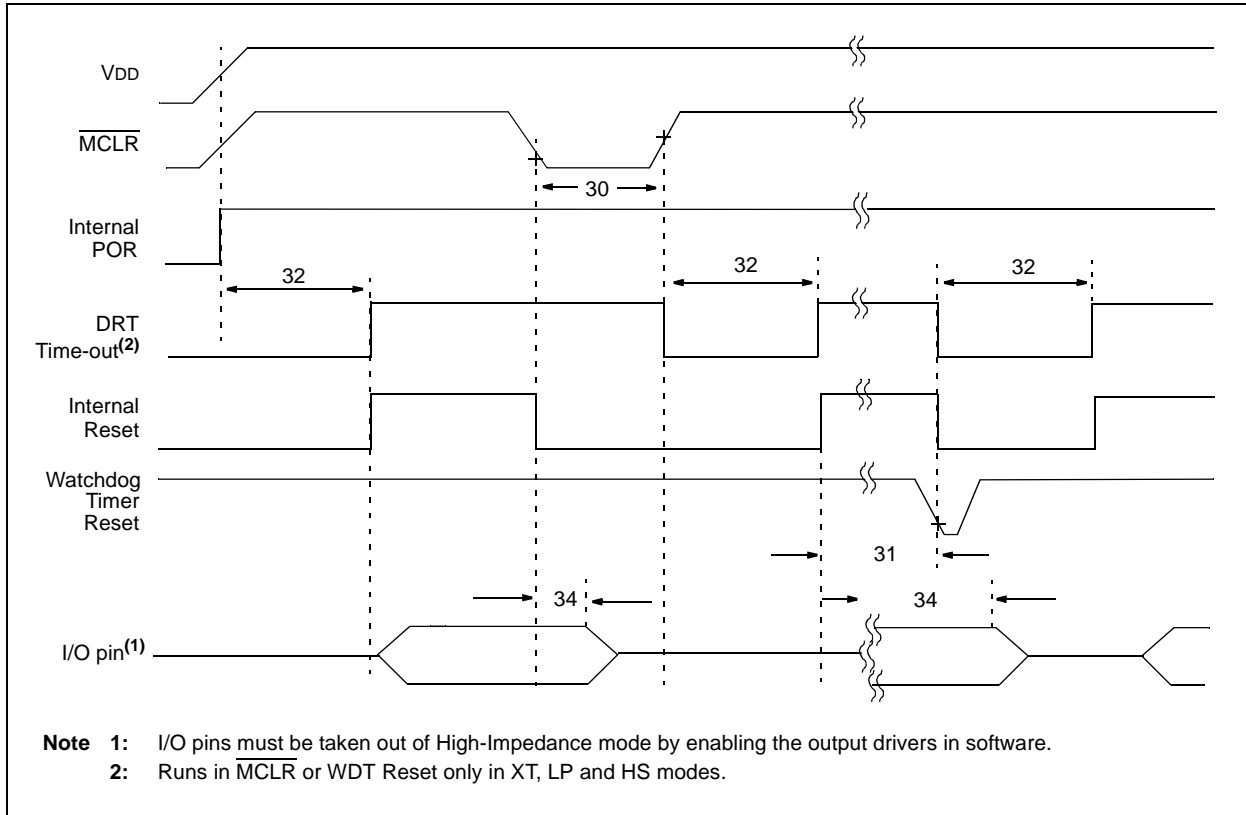 VDD
MCLR
30
Internal
POR
32
32
32
DRT
Time-out(2)
Internal
Reset
Watchdog
Timer
Reset
31
34
34
I/O pin(1)
Note 1: I/O pins must be taken out of High-Impedance mode by enabling the output drivers in software.
2: Runs in MCLR or WDT Reset only in XT, LP and HS modes.